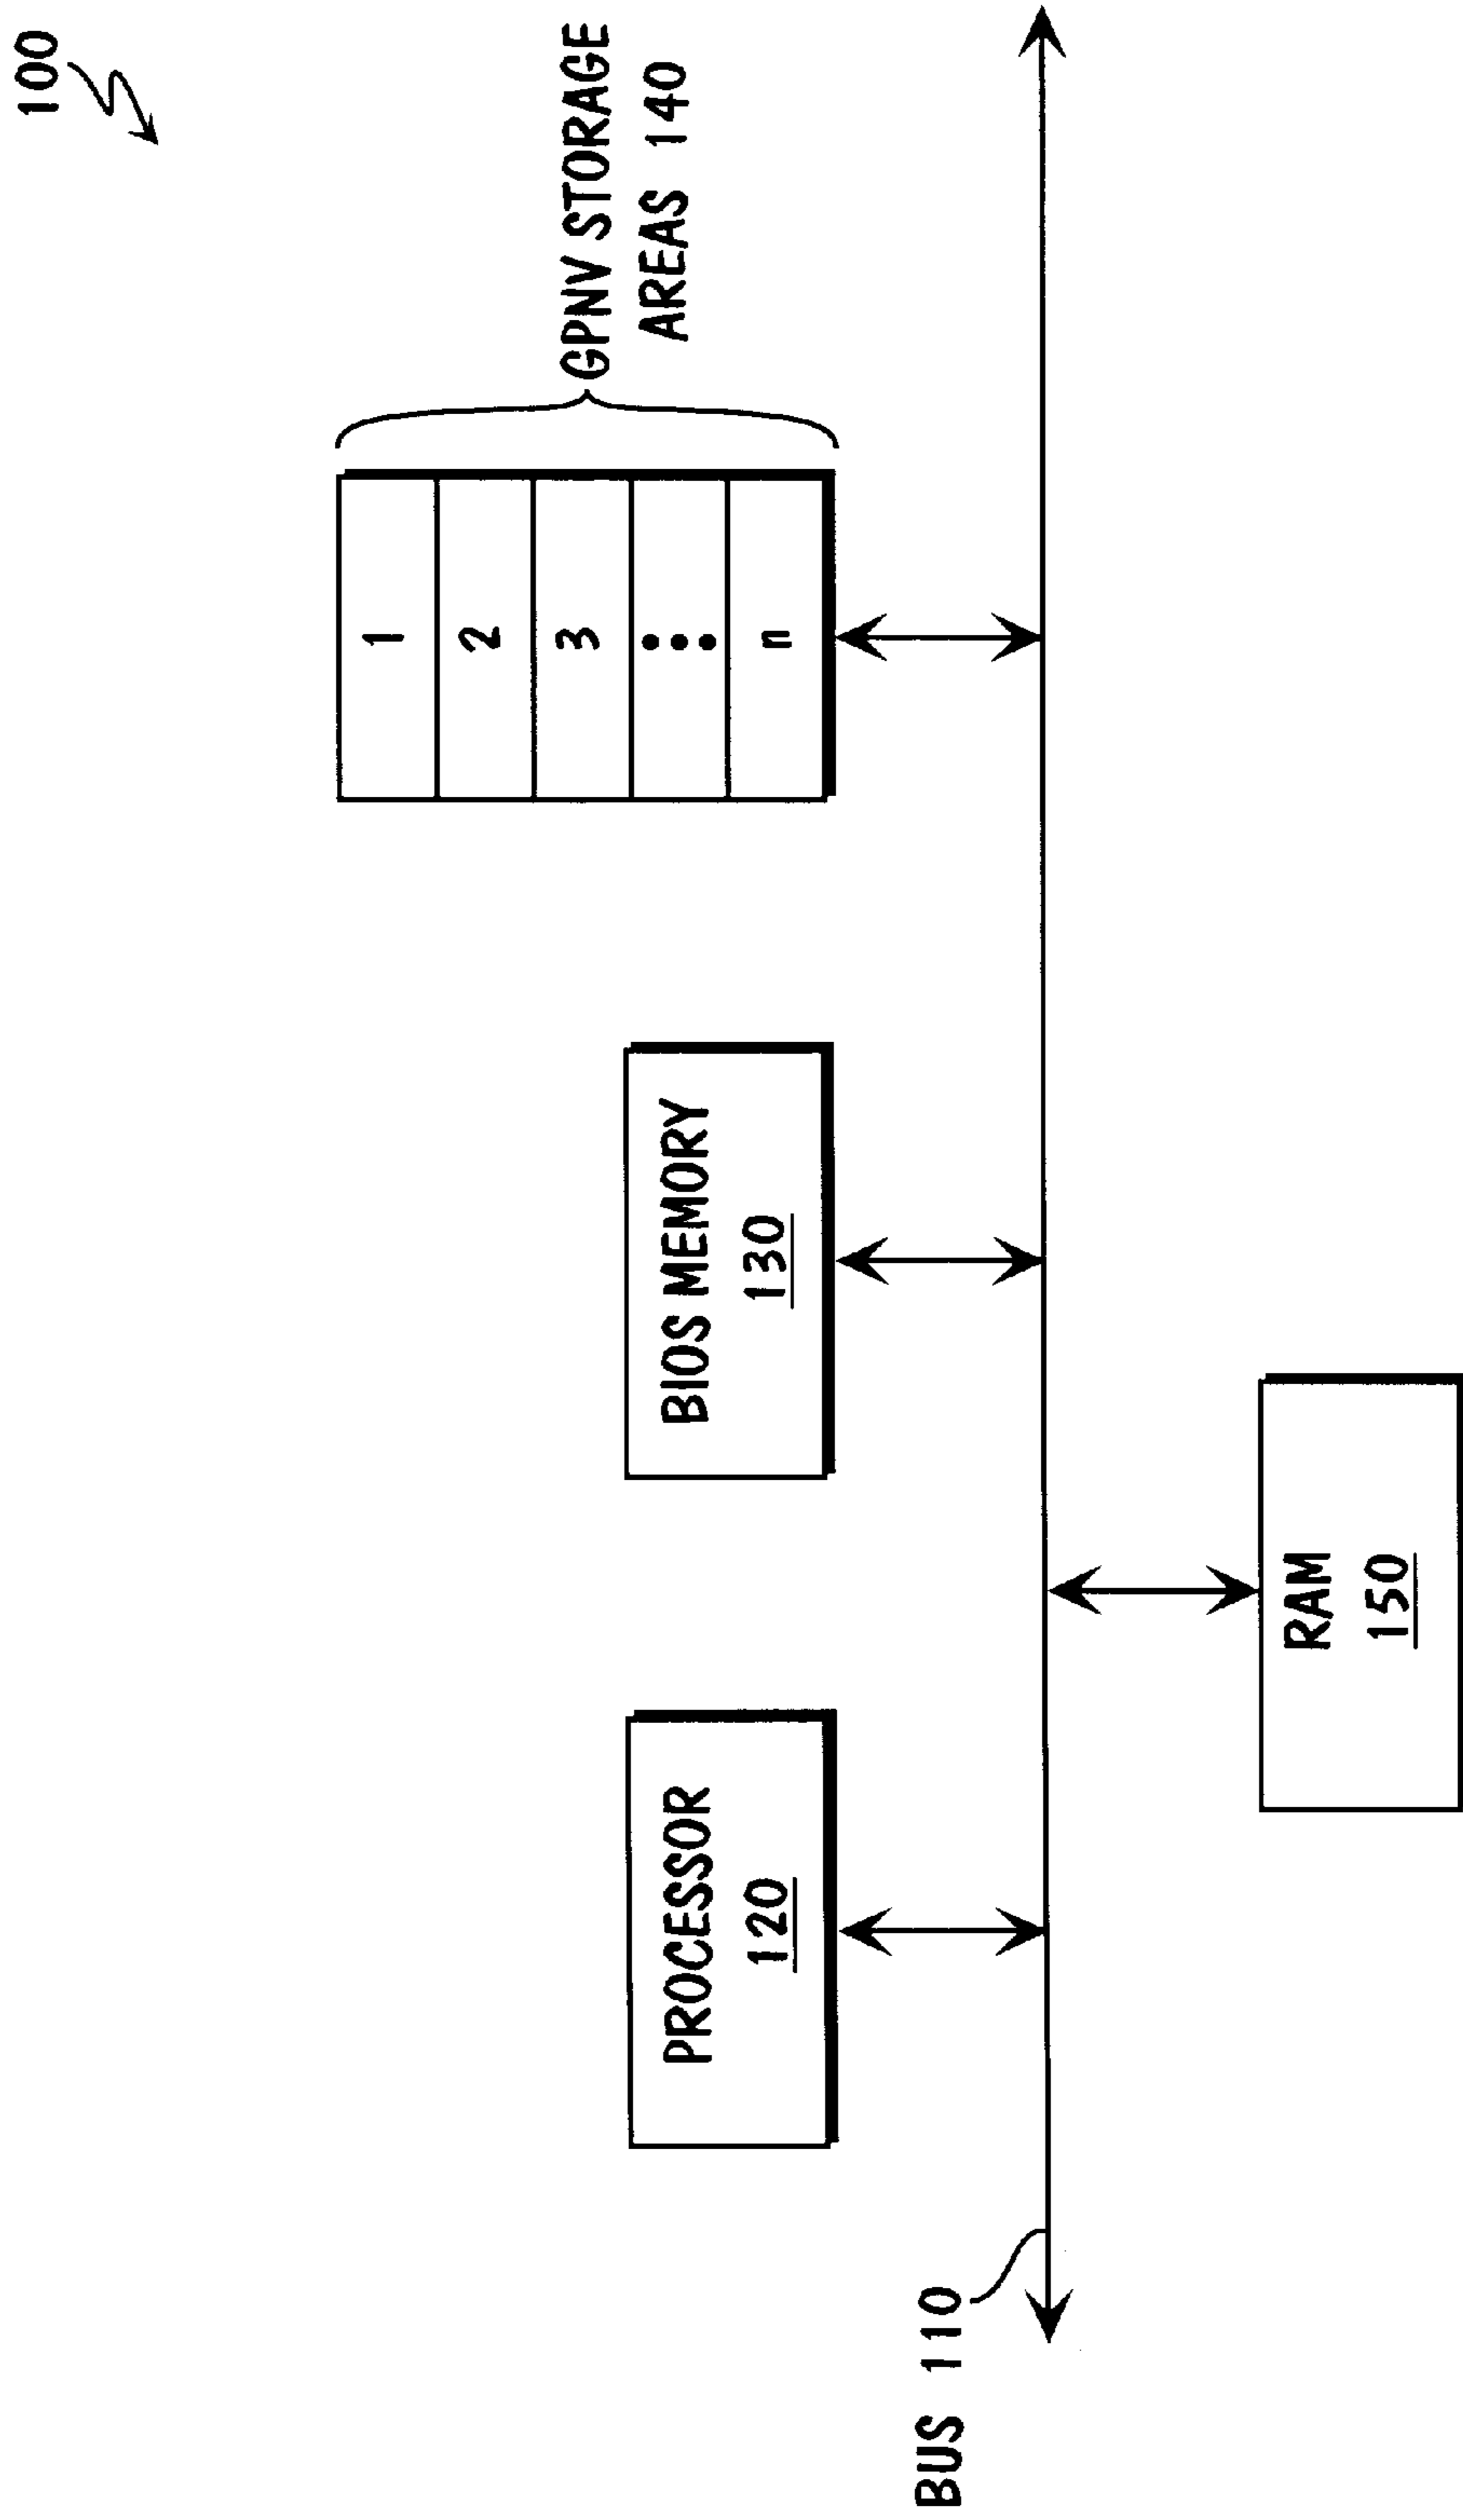 100
GPNV STORAGE
AREAS 140
1
2
3
n
BIOS MEMORY
130
PROCESSOR
120
RAM
150
BUS 110